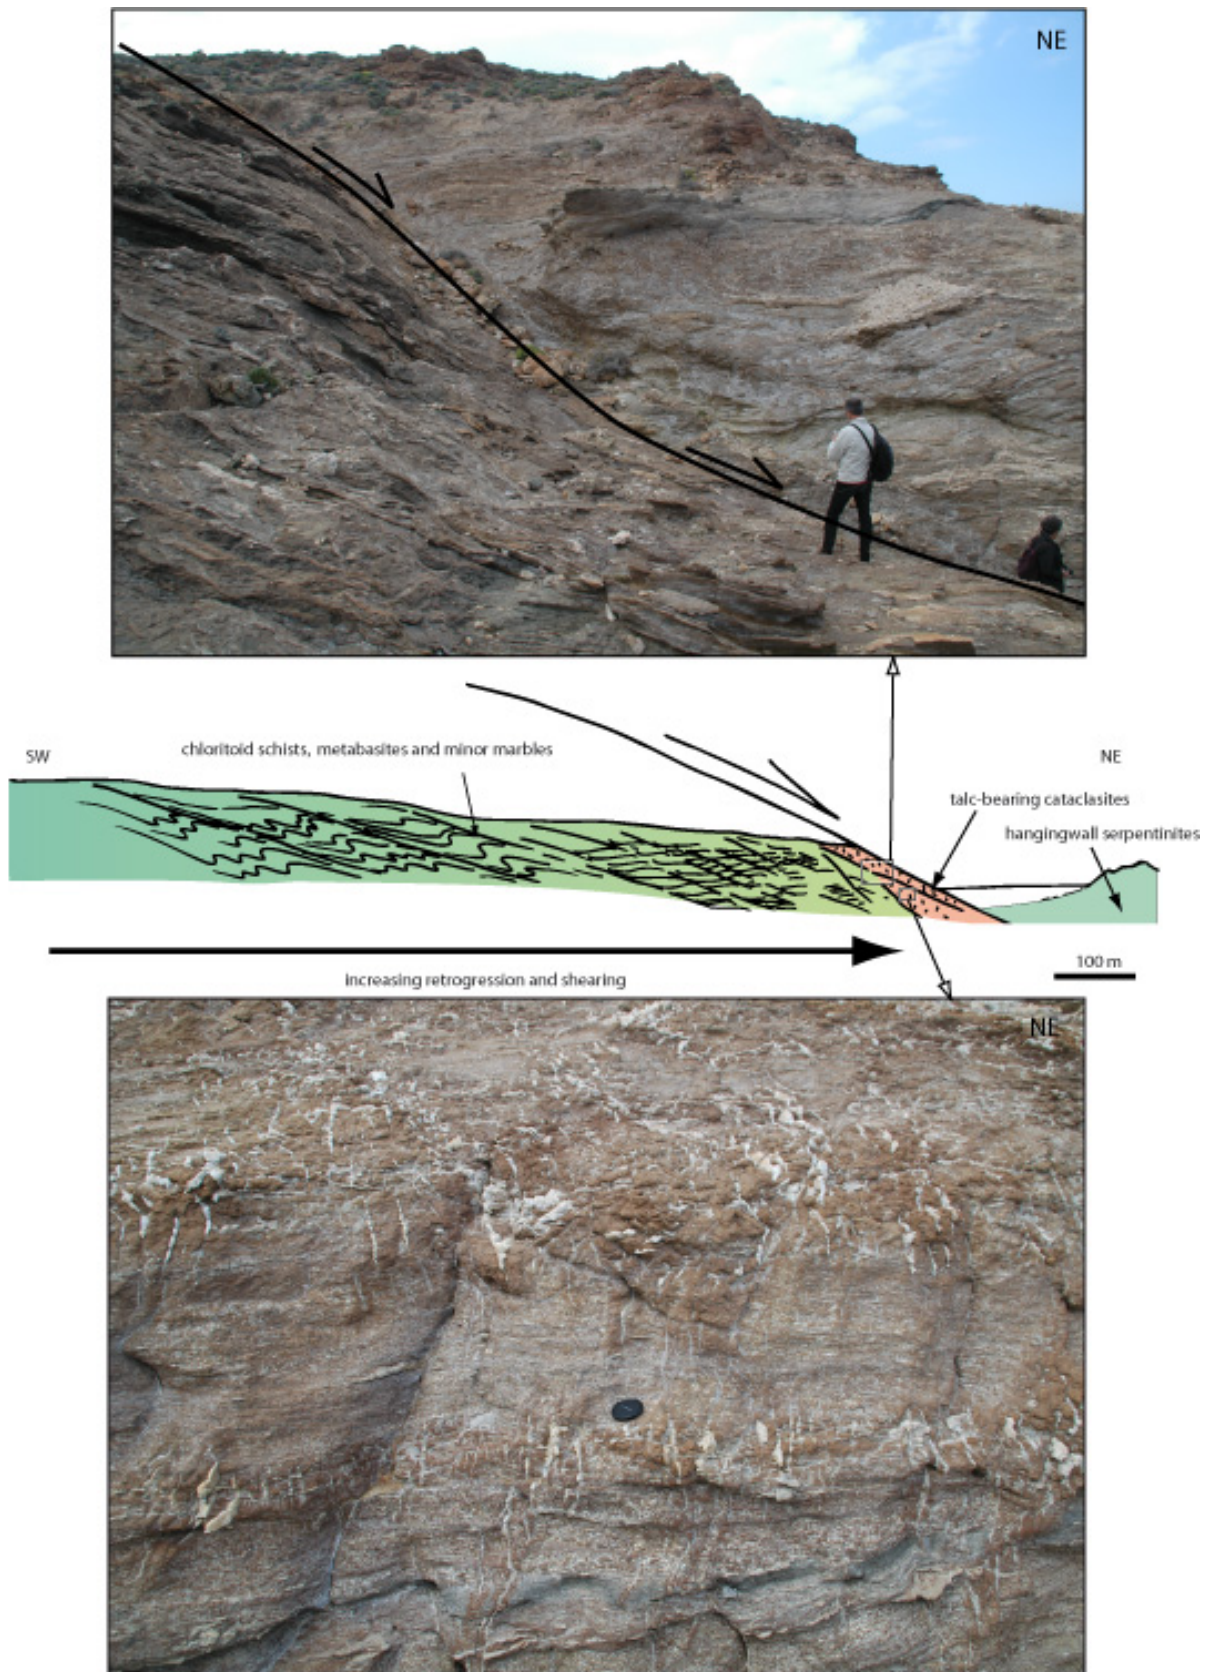 NE
SW
chloritoid schists, metabasites and minor marbles
NE
talc-bearing cataclasites
hangingwall serpentinites
100 m
increasing retrogression and shearing
NE